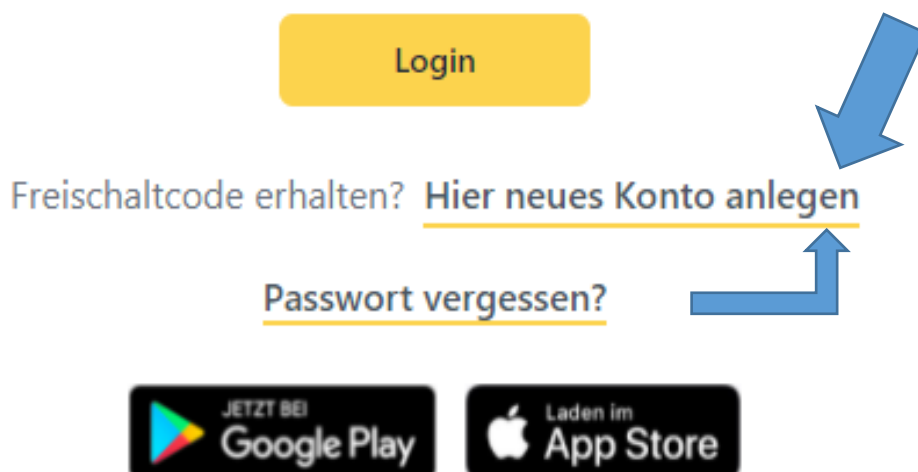 Login
Freischaltcode erhalten? Hier neues Konto anlegen
Passwort vergessen?
JETZT BEI
Google Play
Laden im
App Store